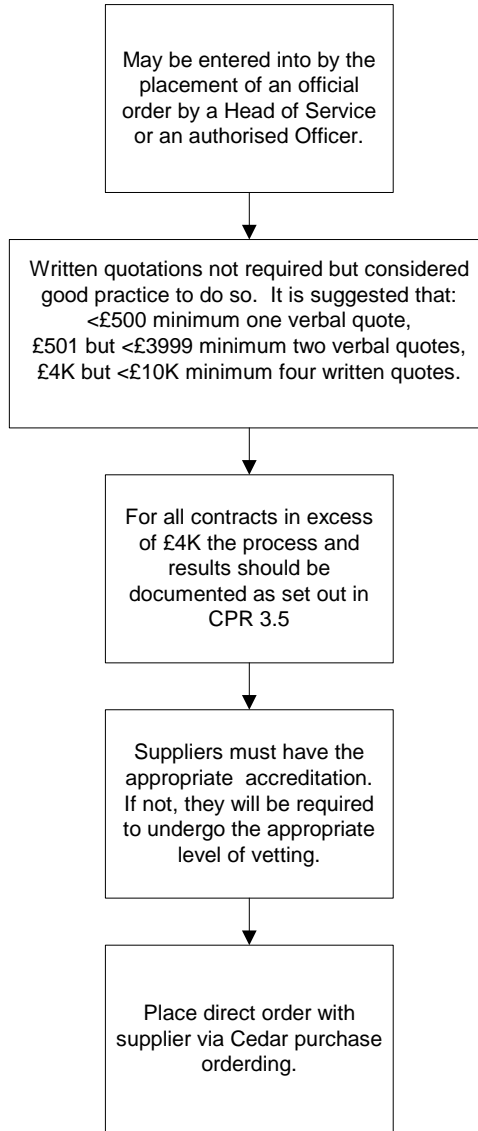 May be entered into by the
placement of an official
order by a Head of Service
or an authorised Officer.
Written quotations not required but considered
good practice to do so. It is suggested that:
<£500 minimum one verbal quote,
£501 but <£3999 minimum two verbal quotes,
£4K but <£10K minimum four written quotes.
For all contracts in excess
of £4K the process and
results should be
documented as set out in
CPR 3.5
Suppliers must have the
appropriate accreditation.
If not, they will be required
to undergo the appropriate
level of vetting.
Place direct order with
supplier via Cedar purchase
orderding.